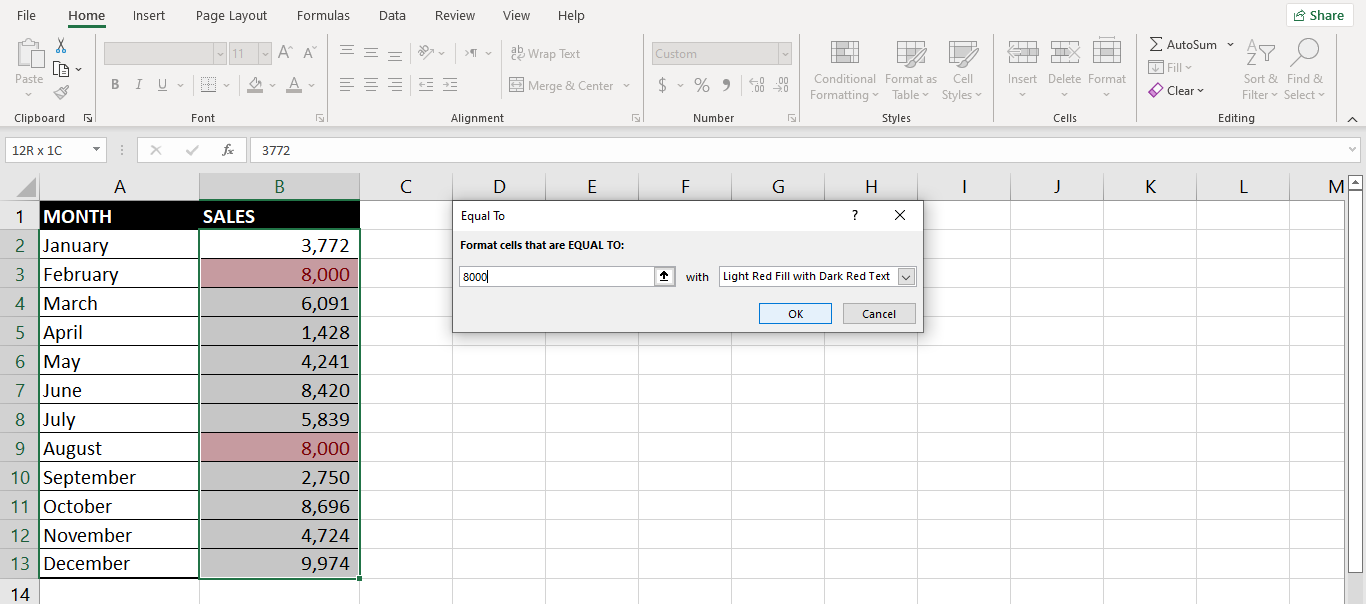 File Home Insert Page Layout Formulas Data Review View Help Share
11 Wrap Text Custom AutoSum
Paste Conditional Format as Cell Insert Delete Format Fill Sort & Find &
B I U Merge & Center $ % Formatting Table Styles Clear Filter Select
Clipboard Font Alignment Number Styles Cells Editing
12R x 1C fx 3772
A B C D E F G H I J K L M
1 MONTH SALES
2 January 3,772
3 February 8,000
4 March 6,091
5 April 1,428
6 May 4,241
7 June 8,420
8 July 5,839
9 August 8,000
10 September 2,750
11 October 8,696
12 November 4,724
13 December 9,974
14
Equal To ?
Format cells that are EQUAL TO:
8000 with Light Red Fill with Dark Red Text
OK Cancel